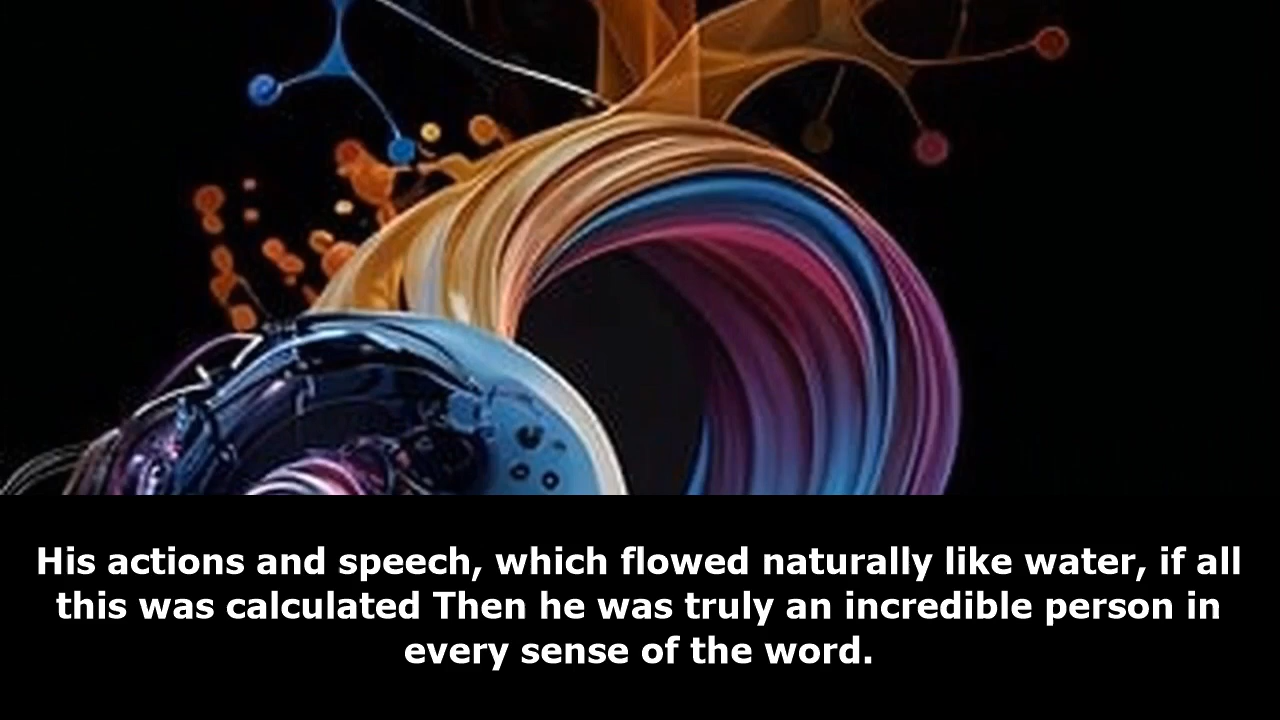 His actions and speech, which flowed naturally like water, if all
this was calculated Then he was truly an incredible person in
every sense of the word.